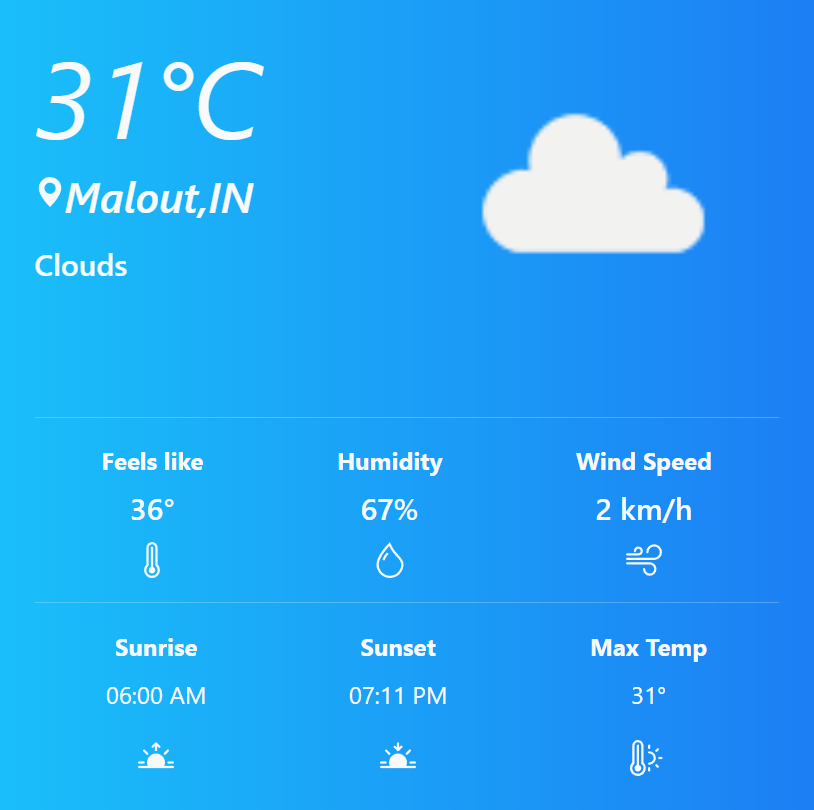 31°C
Malout,IN
Clouds
Feels like Humidity Wind Speed
36° 67% 2 km/h
Sunrise Sunset Max Temp
06:00 AM 07:11 PM 31°